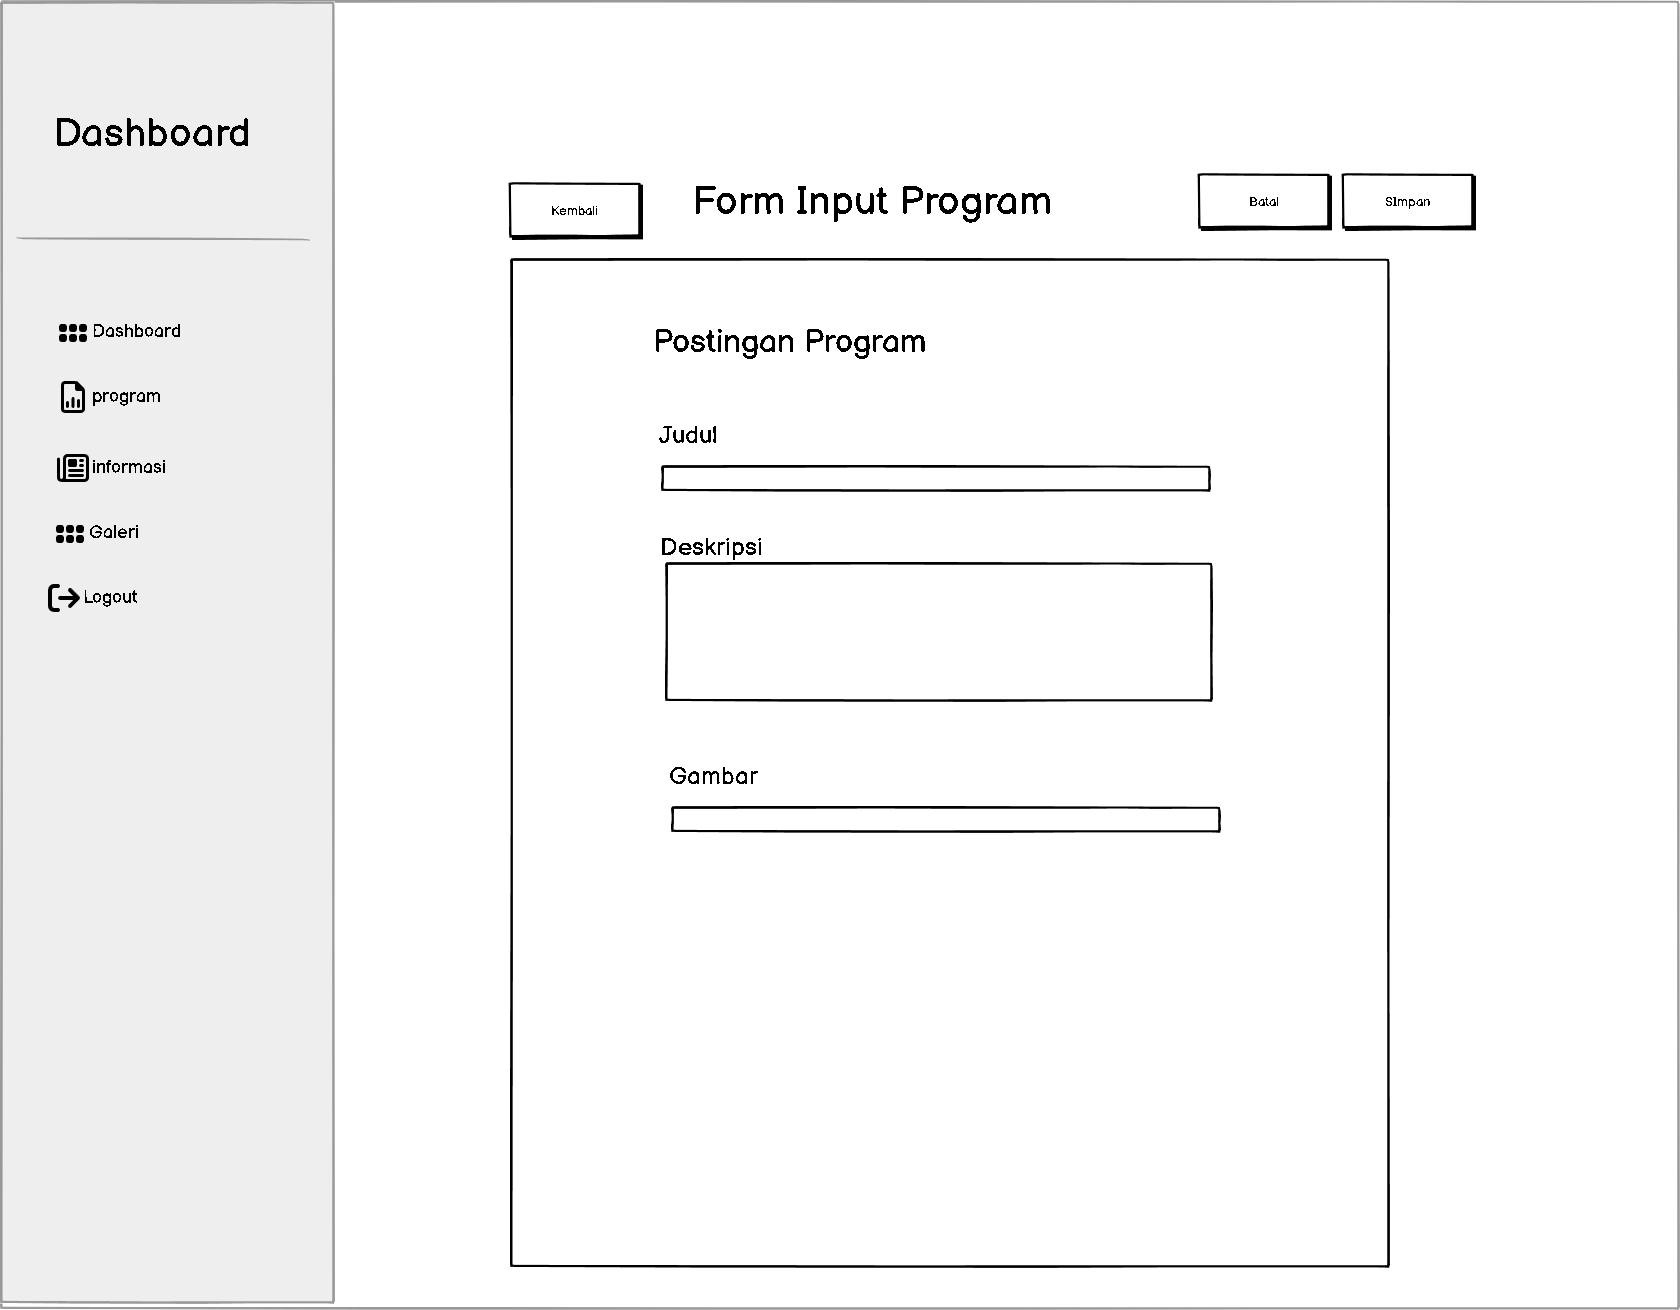 Dashboard
Dashboard
program
informasi
Galeri
Logout
Kembali
Form Input Program
Batal
SImpan
Postingan Program
Judul
Deskripsi
Gambar